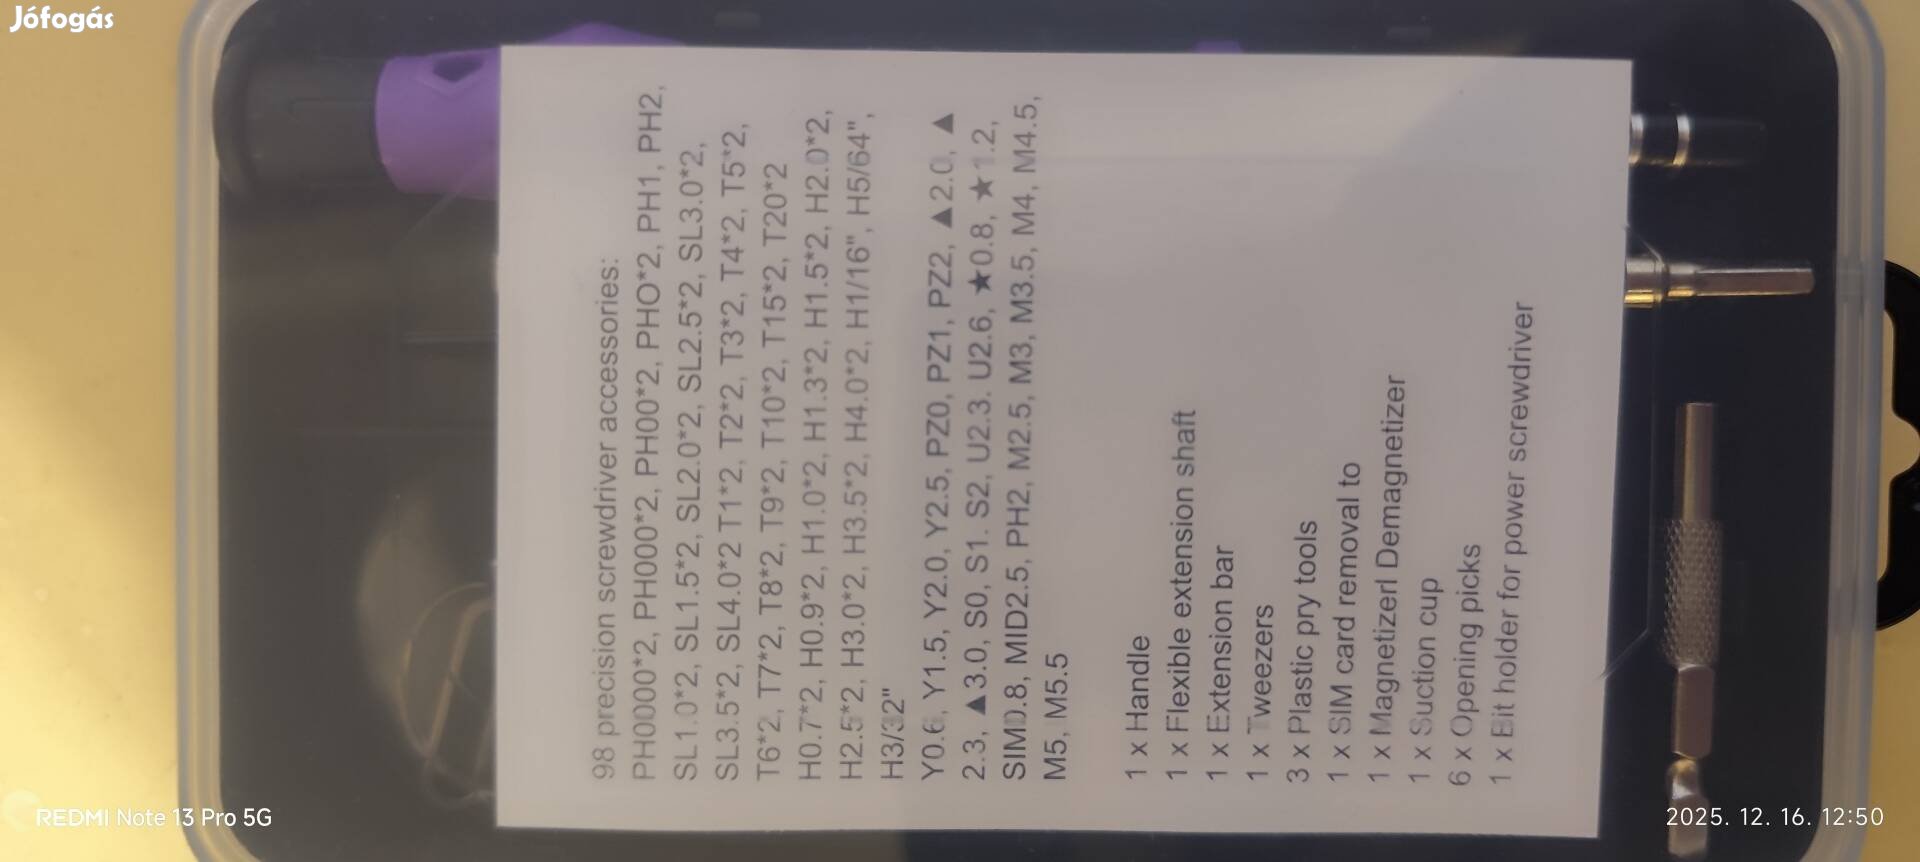 Jófogás
98 precision screwdriver accessories:
PH0000*2, PH000*2, PH00*2, PHO*2, PH1, PH2,
SL1.0*2, SL1.5*2, SL2.0*2, SL2.5*2, SL3.0*2,
SL3.5*2, SL4.0*2 T1*2, T2*2, T3*2, T4*2, T5*2,
T6*2, T7*2, T8*2, T9*2, T10*2, T15*2, T20*2
H0.7*2, H0.9*2, H1.0*2, H1.3*2, H1.5*2, H2.0*2,
H2.5*2, H3.0*2, H3.5*2, H4.0*2, H1/16", H5/64",
H3/32"
Y0.6, Y1.5, Y2.0, Y2.5, PZ0, PZ1, PZ2, ▲2.0, ▲
2.3, ▲3.0, S0, S1. S2, U2.3. U2.6, ★0.8, ★1.2,
SIM0.8, MID2.5, PH2, M2.5, M3, M3.5, M4, M4.5,
M5, M5.5
1 x Handle
1 x Flexible extension shaft
1 x Extension bar
1 x Tweezers
3 x Plastic pry tools
1 x SIM card removal to
1 x Magnetizerl Demagnetizer
1 x Suction cup
6 x Opening picks
1 x Eit holder for power screwdriver
REDMI Note 13 Pro 5G
2025. 12. 16. 12:50